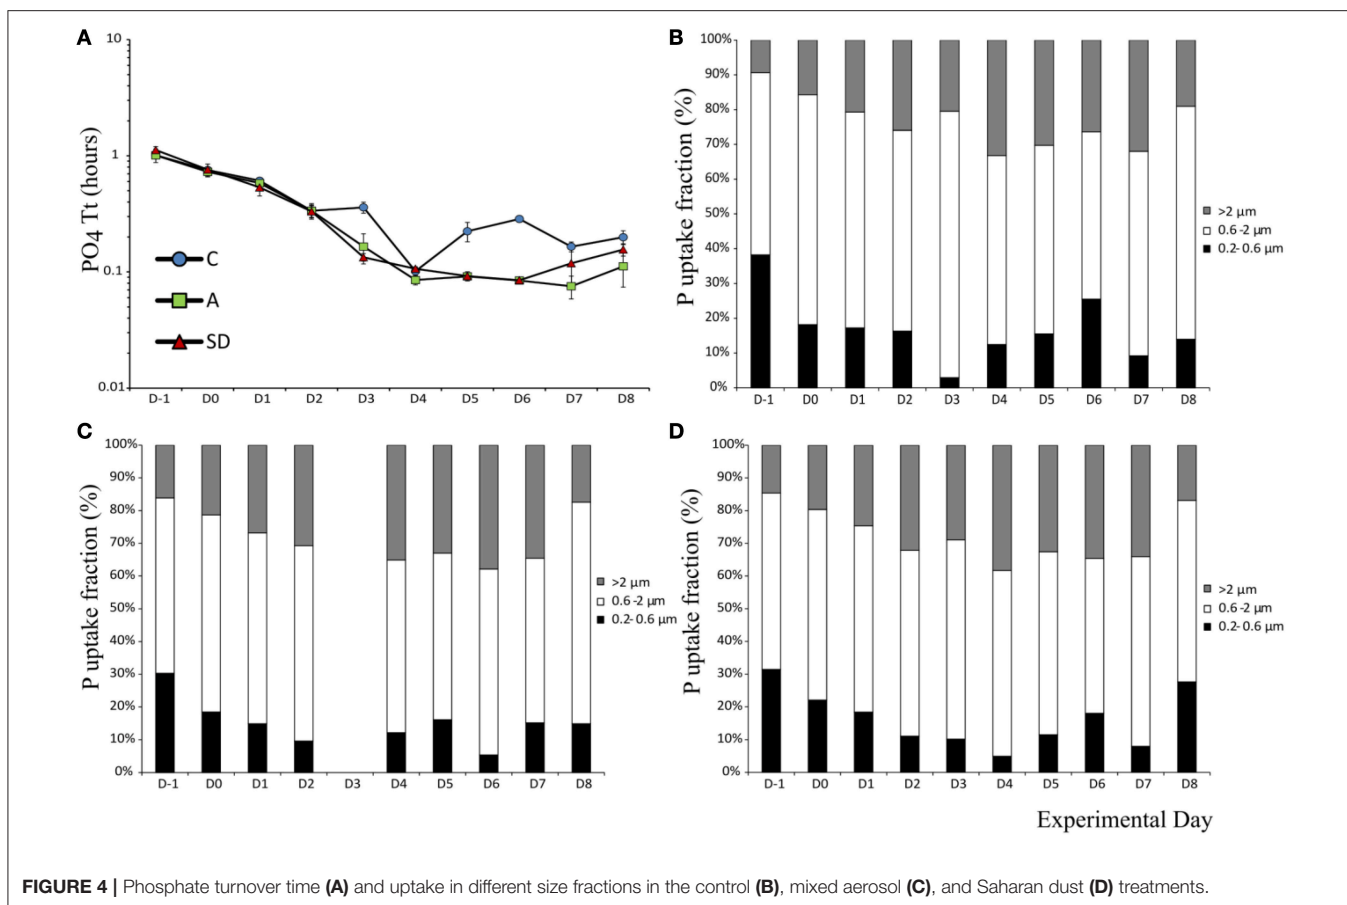 A
10
1
0.1
0.01
PO4 Tt (hours)
C
A
SD
D-1 D0 D1 D2 D3 D4 D5 D6 D7 D8
B
100%
90%
80%
70%
60%
50%
40%
30%
20%
10%
0%
P uptake fraction (%)
>2 μm
0.6 -2 μm
0.2- 0.6 μm
D-1 D0 D1 D2 D3 D4 D5 D6 D7 D8
C
100%
90%
80%
70%
60%
50%
40%
30%
20%
10%
0%
P uptake fraction (%)
>2 μm
0.6 -2 μm
0.2- 0.6 μm
D-1 D0 D1 D2 D3 D4 D5 D6 D7 D8
D
100%
90%
80%
70%
60%
50%
40%
30%
20%
10%
0%
P uptake fraction (%)
>2 μm
0.6 -2 μm
0.2- 0.6 μm
D-1 D0 D1 D2 D3 D4 D5 D6 D7 D8
Experimental Day
FIGURE 4 | Phosphate turnover time (A) and uptake in different size fractions in the control (B), mixed aerosol (C), and Saharan dust (D) treatments.